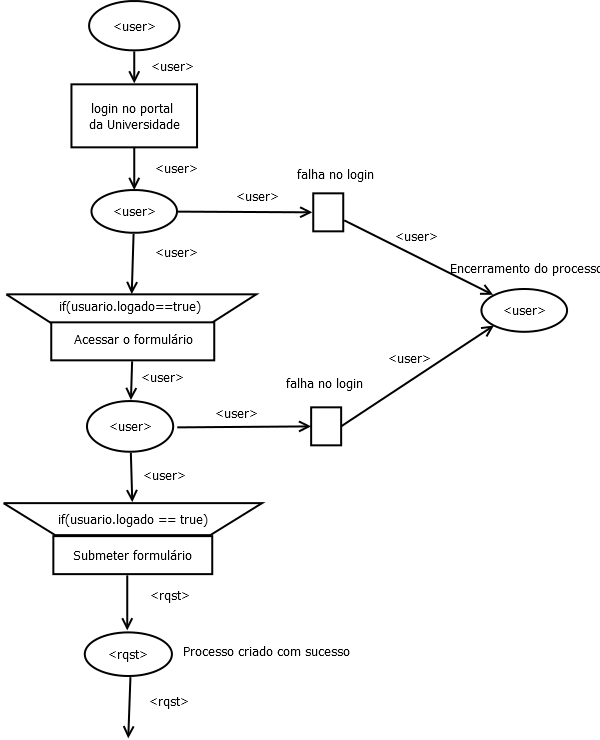 <user>
<user>
login no portal
da Universidade
<user>
falha no login
<user>
<user>
<user>
<user>
Encerramento do processo
if(usuario.logado==true)
<user>
Acessar o formulário
<user>
<user>
falha no login
<user>
<user>
<user>
if(usuario.logado == true)
Submeter formulário
<rqst>
<rqst>
Processo criado com sucesso
<rqst>